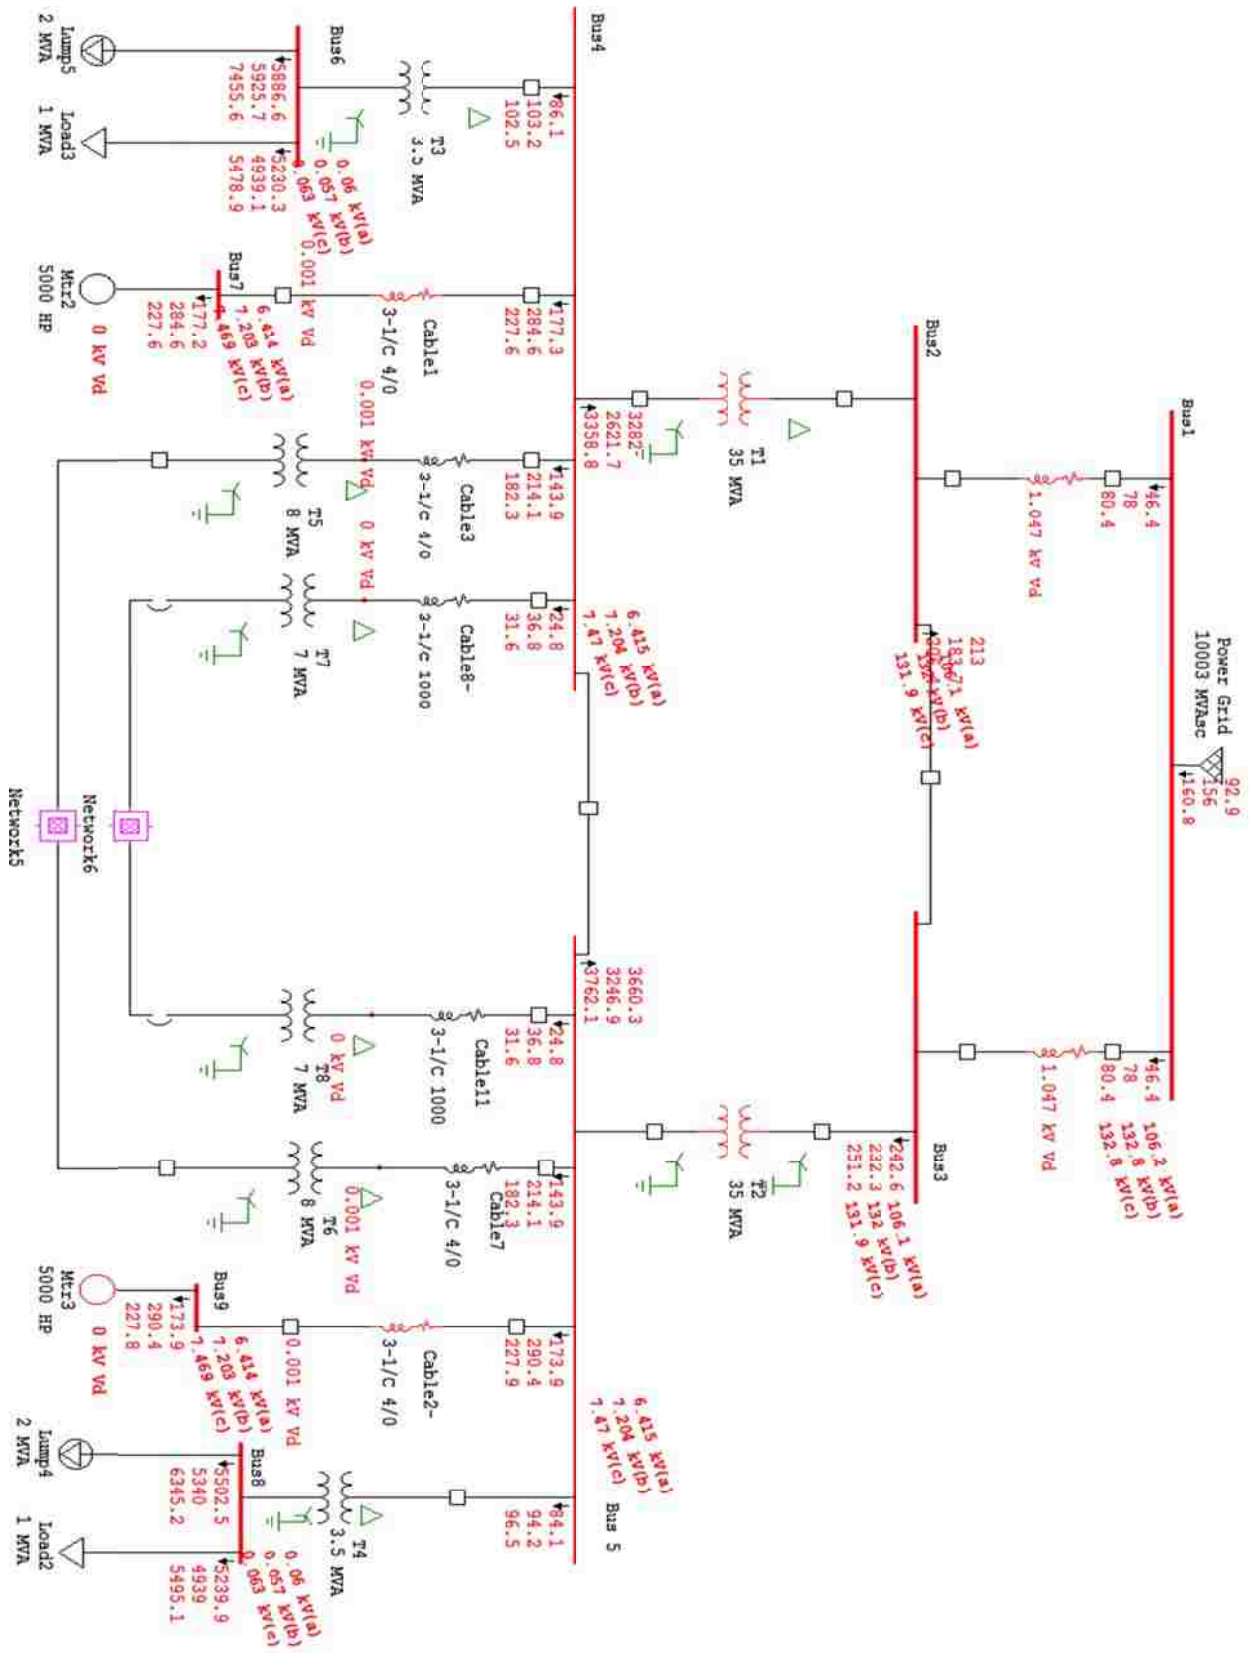 Power Grid
10003 MVAsc
92.9
156
160.8
Bus1
46.4
78
80.4
1.047 kV Vd
46.4
78
80.4
106.2 kV(a)
132.8 kV(b)
132.8 kV(c)
1.047 kV Vd
Bus2
213
183.7
106.1 kV(a)
132 kV(b)
131.9 kV(c)
Bus3
242.6
232.3
251.2
106.1 kV(a)
132 kV(b)
131.9 kV(c)
T1
35 MVA
T2
35 MVA
3282-
2621.7
3358.8
3660.3
3246.9
3762.1
Bus4
6.415 kV(a)
7.204 kV(b)
7.47 kV(c)
Bus 5
6.415 kV(a)
7.204 kV(b)
7.47 kV(c)
86.1
103.2
102.5
177.3
284.6
227.6
143.9
214.1
182.3
24.8
36.8
31.6
24.8
36.8
31.6
143.9
214.1
182.3
173.9
290.4
227.9
84.1
94.2
96.5
T3
3.5 MVA
Cable1
3-1/C 4/0
Cable3
3-1/C 4/0
Cable8-
3-1/C 1000
Cable11
3-1/C 1000
Cable7
3-1/C 4/0
Cable2-
3-1/C 4/0
T4
3.5 MVA
0.001 kV Vd
0.001 kV Vd
0 kV Vd
0 kV Vd
0.001 kV Vd
0.001 kV Vd
T5
8 MVA
T7
7 MVA
T8
7 MVA
T6
8 MVA
Bus6
0.06 kV(a)
0.057 kV(b)
0.063 kV(c)
5886.6
5925.7
7455.6
5230.3
4939.1
5478.9
Bus7
6.414 kV(a)
7.203 kV(b)
7.469 kV(c)
177.2
284.6
227.6
Bus9
6.414 kV(a)
7.203 kV(b)
7.469 kV(c)
173.9
290.4
227.8
Bus8
0.06 kV(a)
0.057 kV(b)
0.063 kV(c)
5502.5
5340
6345.2
5239.9
4939
5495.1
Lump5
2 MVA
Load3
1 MVA
Mtr2
5000 HP
0 kV Vd
Network6
Network5
Mtr3
5000 HP
0 kV Vd
Lump4
2 MVA
Load2
1 MVA